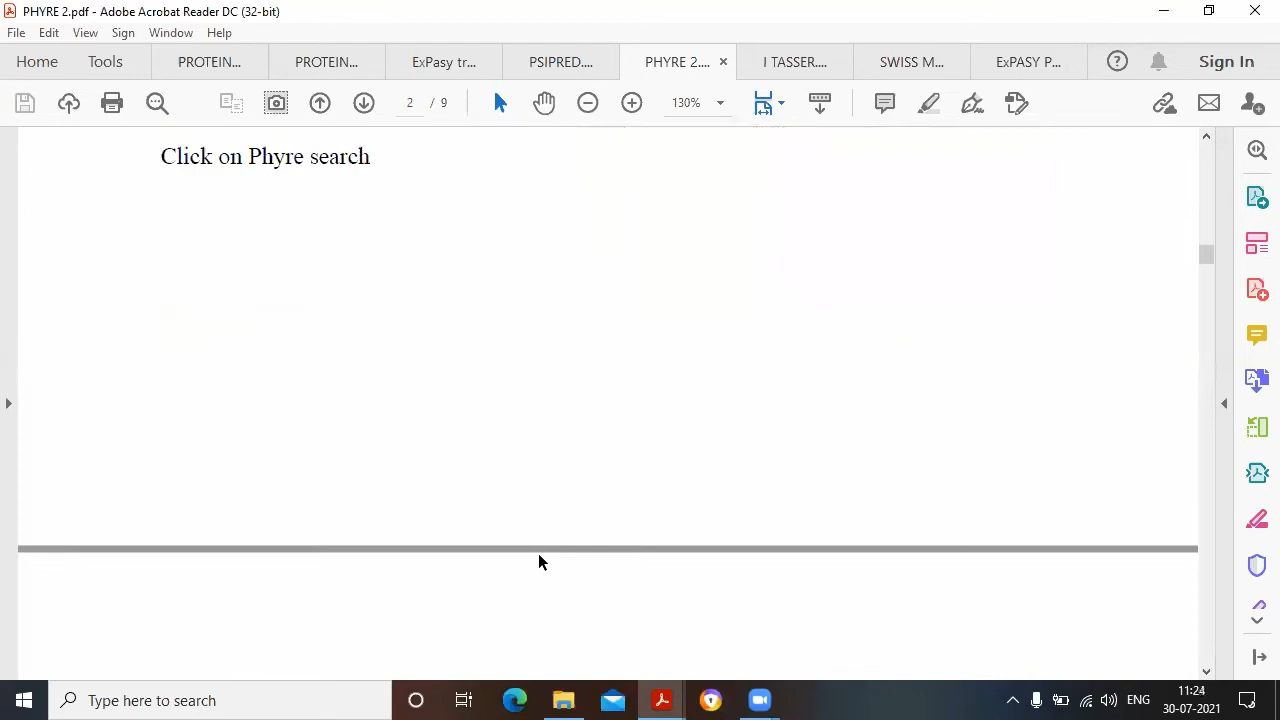 PHYRE 2.pdf - Adobe Acrobat Reader DC (32-bit)
File Edit View Sign Window Help
Home Tools PROTEIN... PROTEIN... ExPasy tr... PSIPRED.... PHYRE 2.... I TASSER.... SWISS M... ExPASY P... Sign In
2 / 9 130%
Click on Phyre search
Type here to search
ENG
11:24
30-07-2021